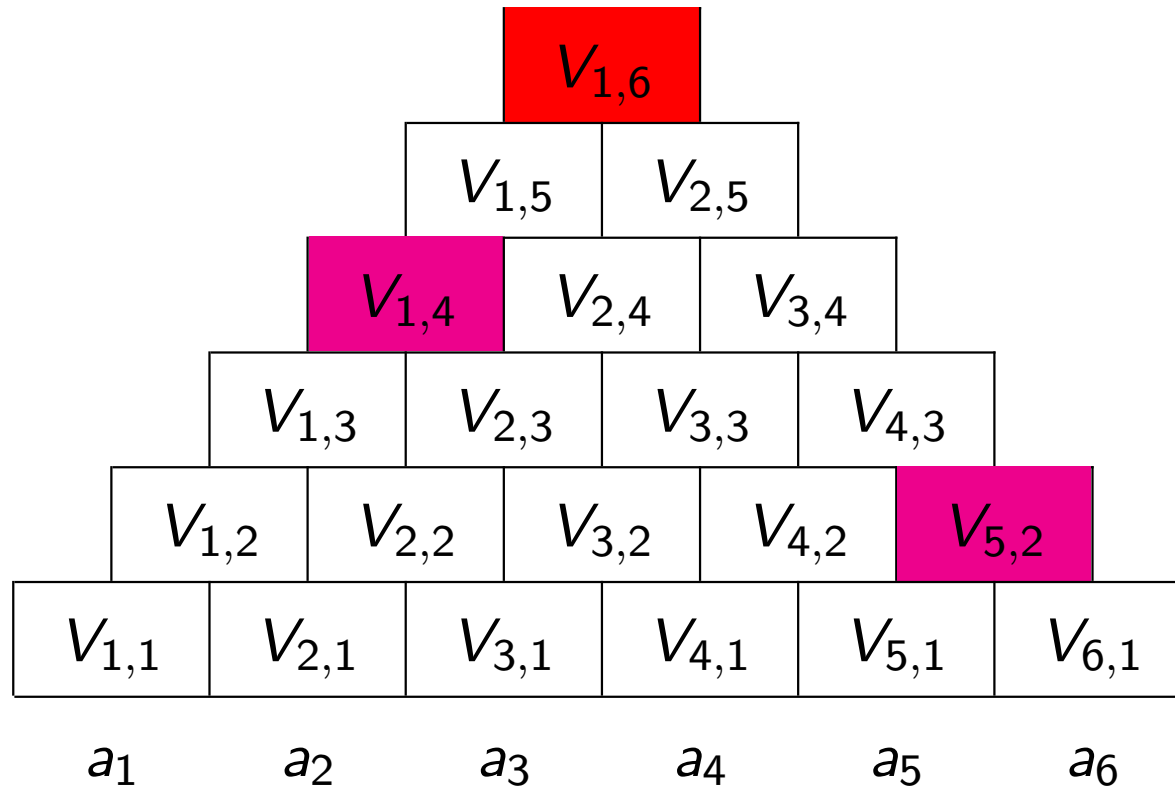 V1,6
V1,5 V2,5
V1,4 V2,4 V3,4
V1,3 V2,3 V3,3 V4,3
V1,2 V2,2 V3,2 V4,2 V5,2
V1,1 V2,1 V3,1 V4,1 V5,1 V6,1
a1 a2 a3 a4 a5 a6